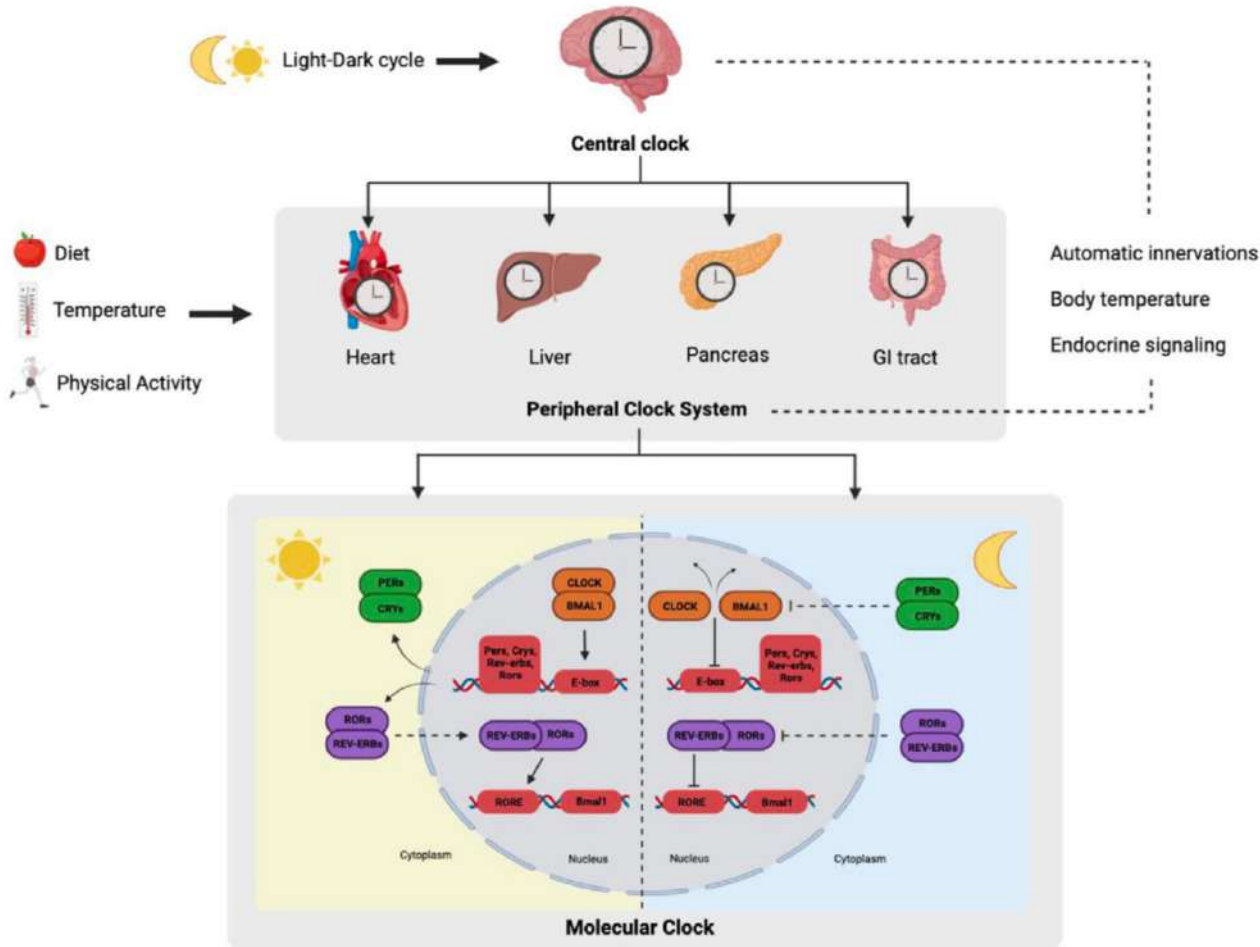 Light-Dark cycle
Central clock
Diet
Temperature
Physical Activity
Heart
Liver
Pancreas
GI tract
Peripheral Clock System
Automatic innervations
Body temperature
Endocrine signaling
PERs
CRYs
CLOCK
BMAL1
Pers, Crys,
Rev-erbs,
Rors
E-box
RORs
REV-ERBs
REV-ERBs
RORs
RORE
Bmal1
Cytoplasm
Nucleus
CLOCK
BMAL1
PERs
CRYs
E-box
Pers, Crys,
Rev-erbs,
Rors
REV-ERBs
RORs
RORs
REV-ERBs
RORE
Bmal1
Nucleus
Cytoplasm
Molecular Clock